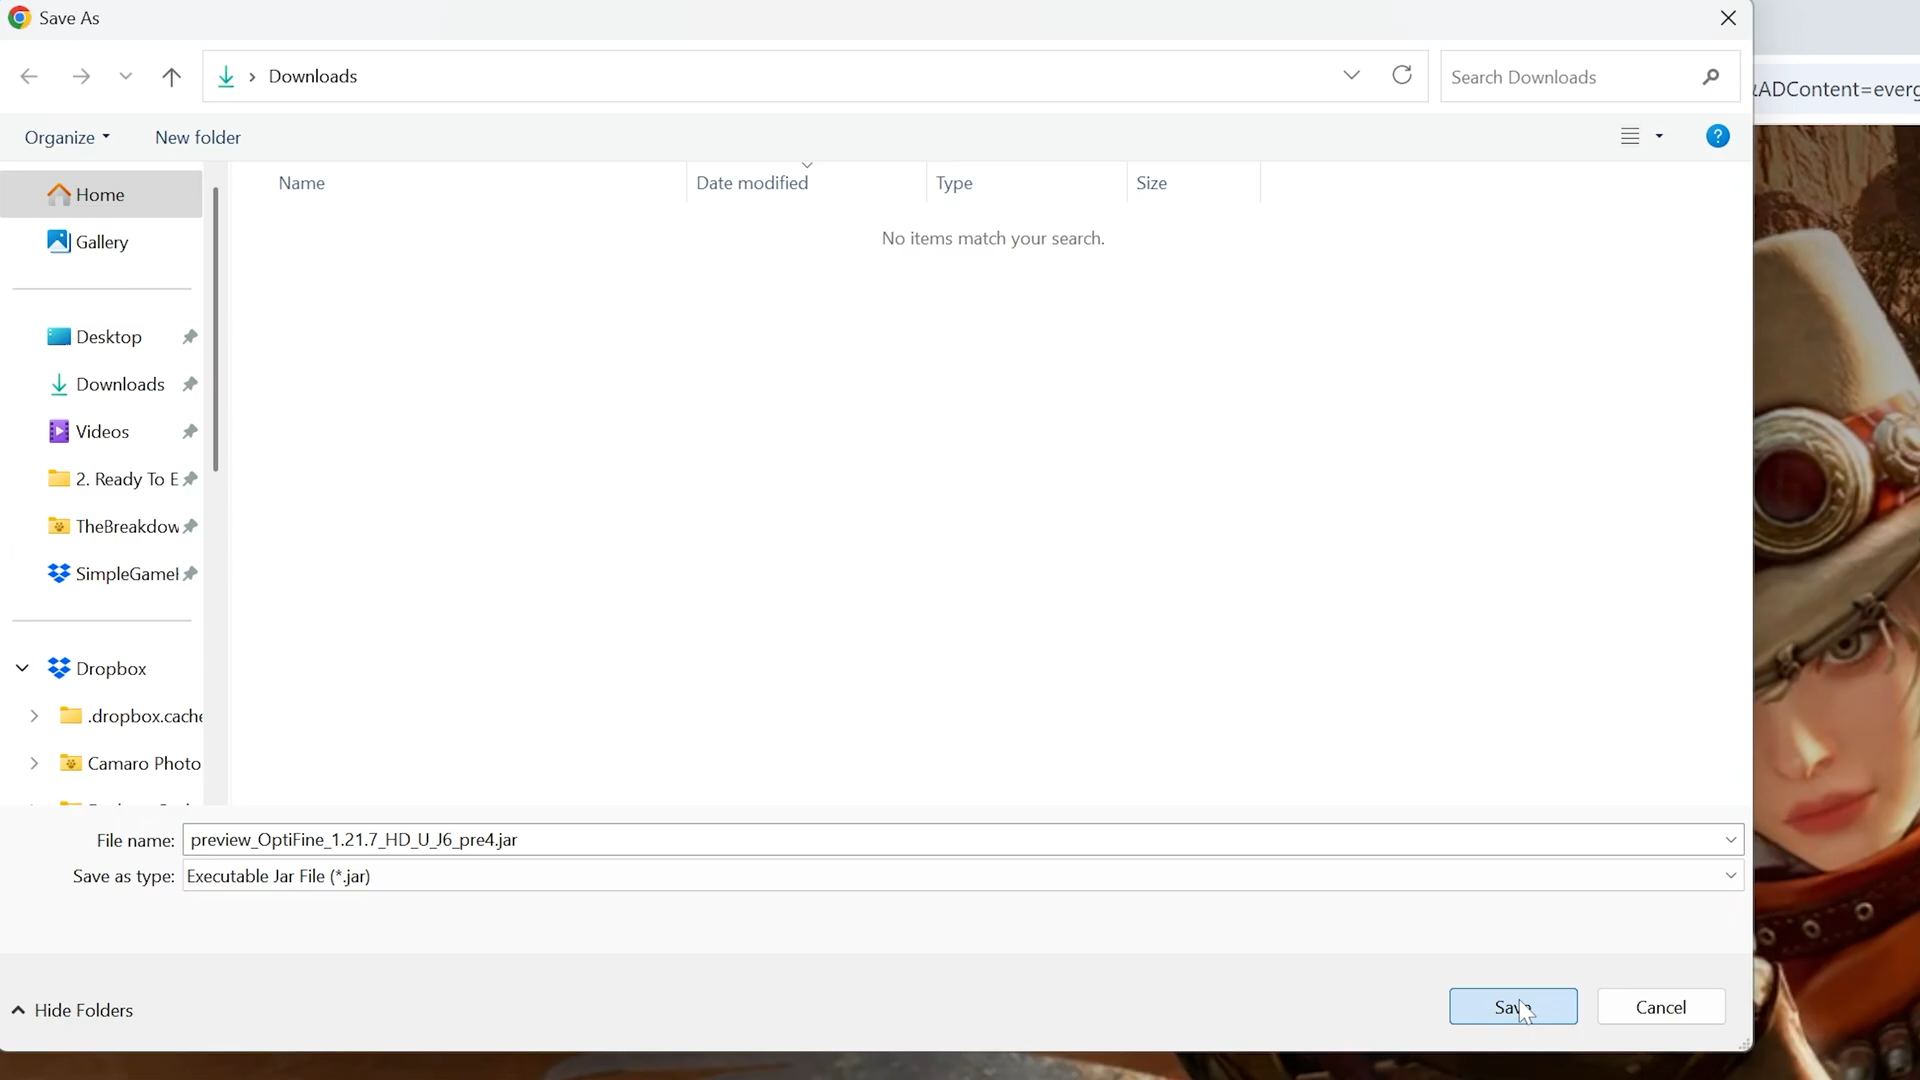 Save As
Downloads
Search Downloads
Organize
New folder
?
Home
Gallery
Desktop
Downloads
Videos
2. Ready To E
TheBreakdow
SimpleGame
Dropbox
.dropbox.cache
Camaro Photo
Name
Date modified
Type
Size
No items match your search.
File name:
preview_OptiFine_1.21.7_HD_U_J6_pre4.jar
Save as type:
Executable Jar File (*.jar)
Hide Folders
Save
Cancel
ADContent=everg